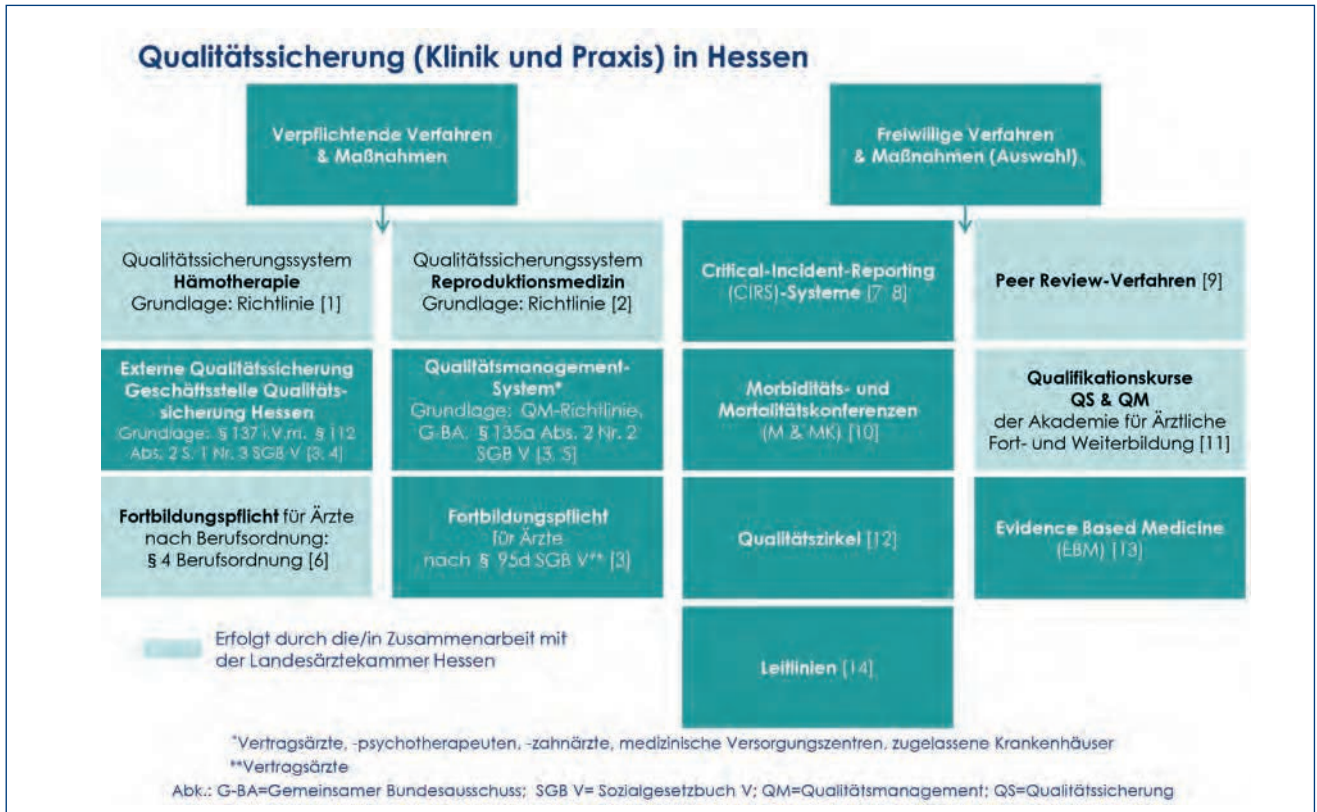 Qualitätssicherung (Klinik und Praxis) in Hessen
Verpflichtende Verfahren
& Maßnahmen
Freiwillige Verfahren
& Maßnahmen (Auswahl)
Qualitätssicherungssystem
Hämotherapie
Grundlage: Richtlinie [1]
Qualitätssicherungssystem
Reproduktionsmedizin
Grundlage: Richtlinie [2]
Critical-Incident-Reporting
(CIRS)-Systeme [7 8]
Peer Review-Verfahren [9]
Externe Qualitätssicherung
Geschäftsstelle Qualitäts-
sicherung Hessen
Grundlage: § 137 i.V.m. § 112
Abs. 2 S. 1 Nr. 3 SGB V [3, 4]
Qualitätsmanagement-
System*
Grundlage: QM-Richtlinie,
G-BA, § 135a Abs. 2 Nr. 2
SGB V [3, 5]
Morbiditäts- und
Mortalitätskonferenzen
(M & MK) [10]
Qualifikationskurse
QS & QM
der Akademie für Ärztliche
Fort- und Weiterbildung [11]
Fortbildungspflicht für Ärzte
nach Berufsordnung:
§ 4 Berufsordnung [6]
Fortbildungspflicht
für Ärzte
nach § 95d SGB V** [3]
Qualitätszirkel [12]
Evidence Based Medicine
(EBM) [13]
Leitlinien [14]
Erfolgt durch die/in Zusammenarbeit mit
der Landesärztekammer Hessen
*Vertragsärzte, -psychotherapeuten, -zahnärzte, medizinische Versorgungszentren, zugelassene Krankenhäuser
**Vertragsärzte
Abk.: G-BA=Gemeinsamer Bundesausschuss; SGB V= Sozialgesetzbuch V; QM=Qualitätsmanagement; QS=Qualitätssicherung